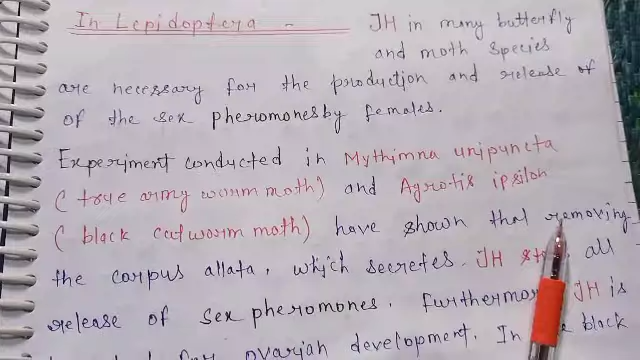 In Lepidoptera - JH in many butterfly
and moth species
are necessary for the production and release of
of the sex pheromones by females.
Experiment conducted in Mythimna unipuncta
(true army worm moth) and Agrotis ipsilon
(black cutworm moth) have shown that removing
the corpus allata, which secretes. JH all
release of sex pheromones. Furthermore JH is
for ovarian development. In black